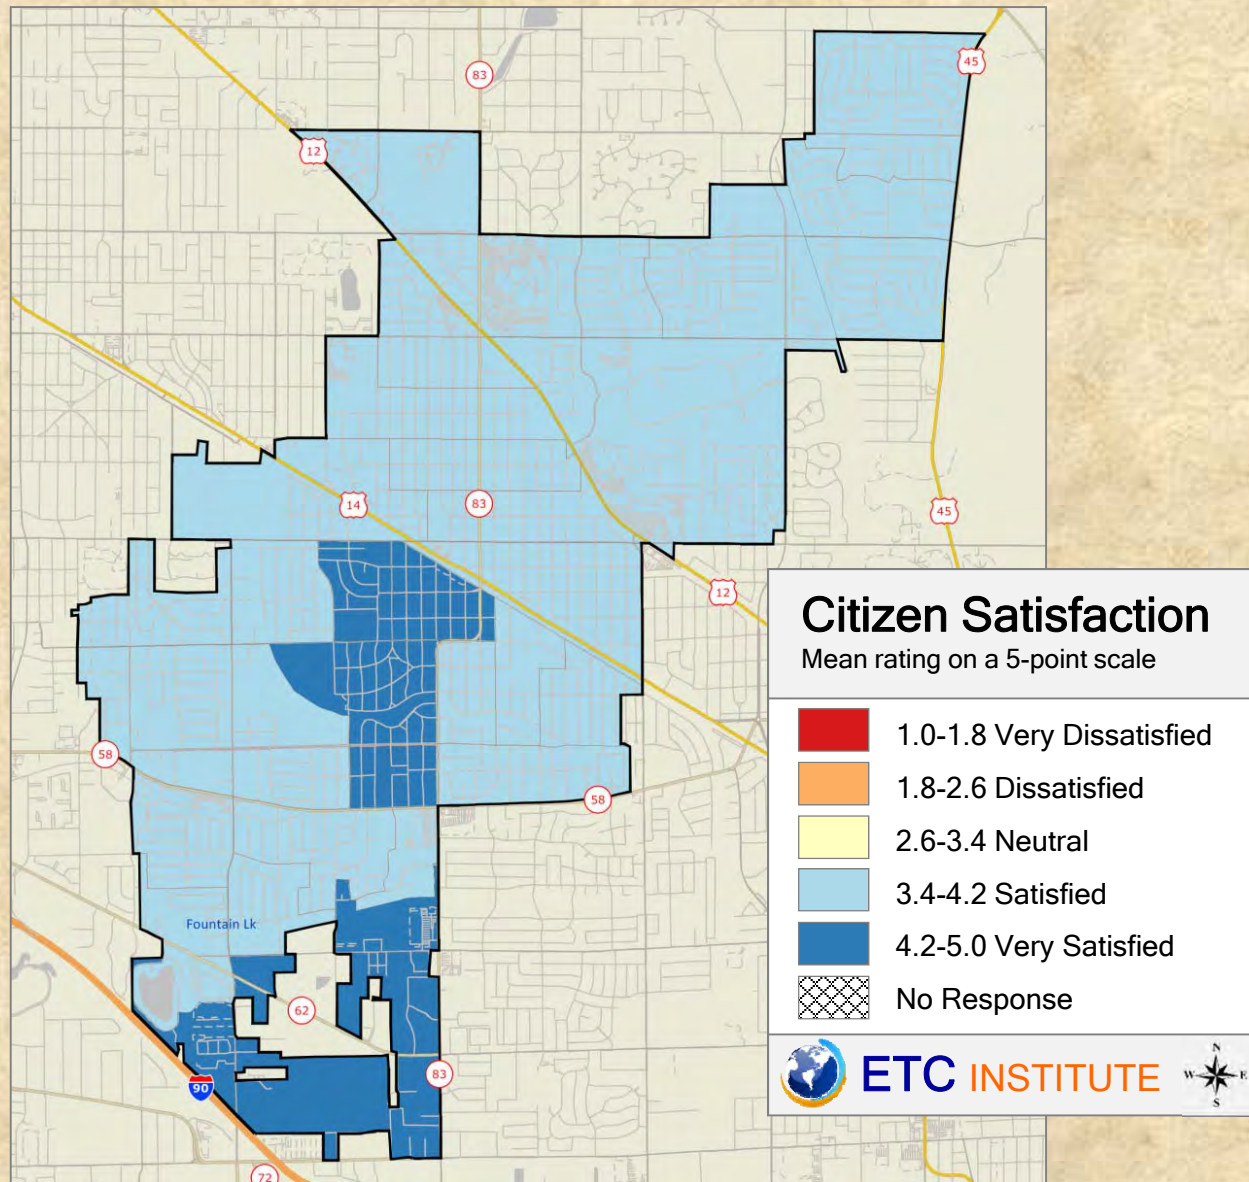 45
83
12
14
83
45
12
58
58
Fountain Lk
62
83
90
72
Citizen Satisfaction
Mean rating on a 5-point scale
1.0-1.8 Very Dissatisfied
1.8-2.6 Dissatisfied
2.6-3.4 Neutral
3.4-4.2 Satisfied
4.2-5.0 Very Satisfied
No Response
ETC INSTITUTE
N
W E
S